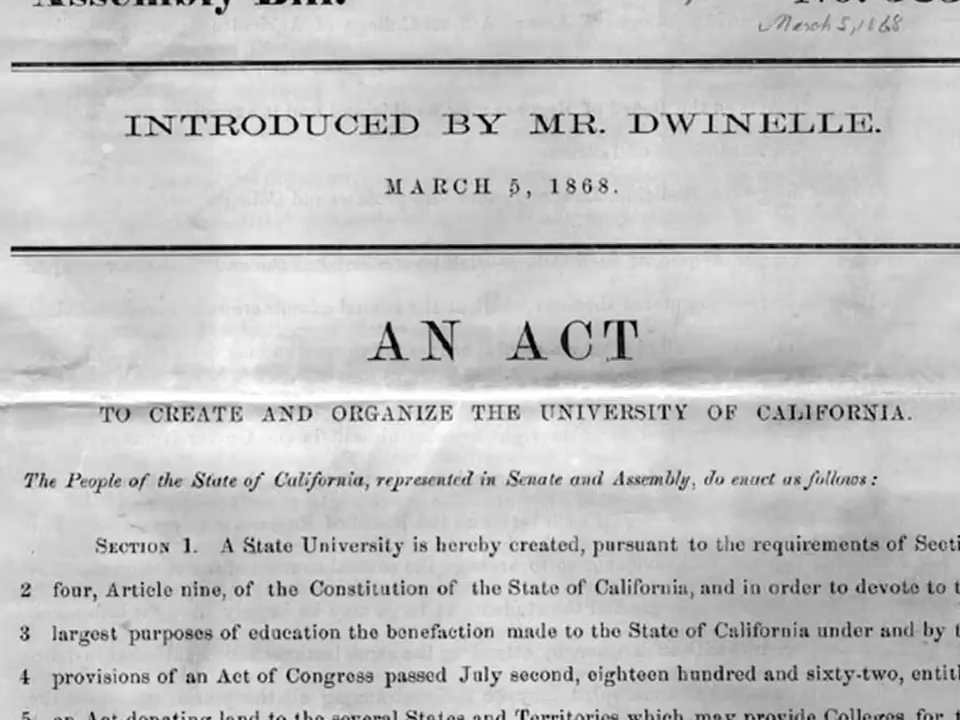 Assembly Bill.
March 5, 1868
INTRODUCED BY MR. DWINELLE.
MARCH 5, 1868.
AN ACT
TO CREATE AND ORGANIZE THE UNIVERSITY OF CALIFORNIA.
The People of the State of California, represented in Senate and Assembly, do enact as follows:
SECTION 1. A State University is hereby created, pursuant to the requirements of Secti
2 four, Article nine, of the Constitution of the State of California, and in order to devote to t
3 largest purposes of education the benefaction made to the State of California under and by t
4 provisions of an Act of Congress passed July second, eighteen hundred and sixty-two, entitl
5 an Act donating land to the several States and Territories which may provide Colleges for t